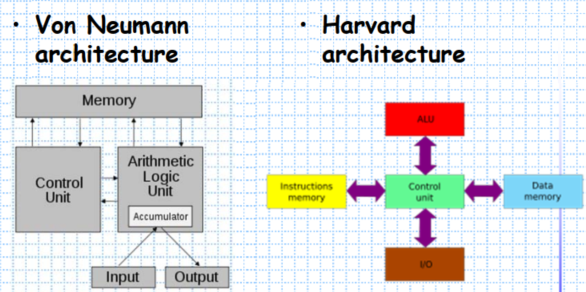 • Von Neumann
architecture
Memory
Control
Unit
Arithmetic
Logic
Unit
Accumulator
Input
Output
• Harvard
architecture
ALU
Instructions
memory
Control
unit
Data
memory
I/O